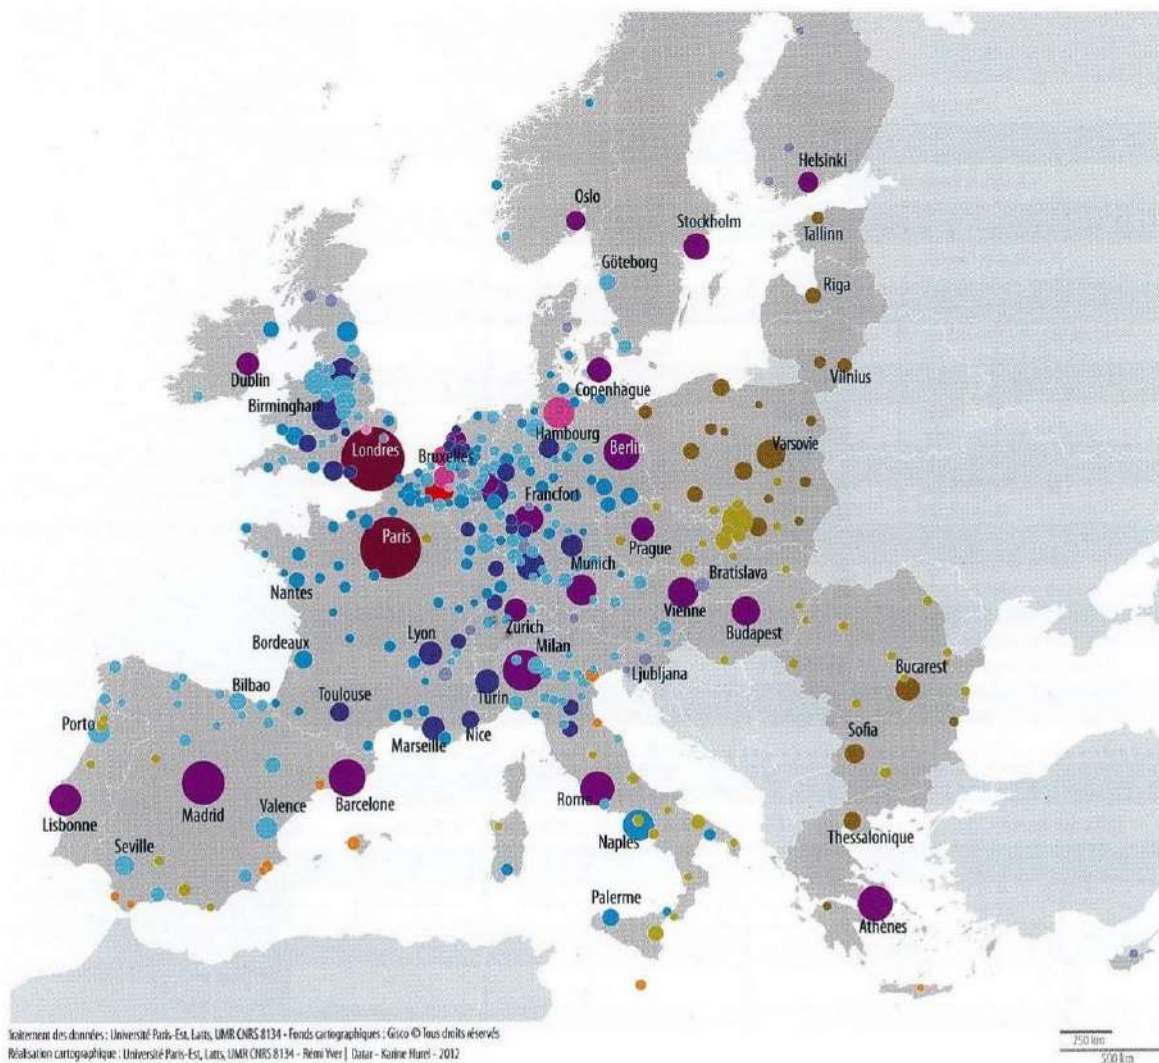 Helsinki
Oslo
Stockholm
Tallinn
Göteborg
Riga
Dublin
Vilnius
Copenhague
Birmingham
Hambourg
Londres
Bruxelles
Berlin
Varsovie
Francfort
Paris
Prague
Munich
Bratislava
Nantes
Vienne
Zurich
Budapest
Bordeaux
Lyon
Milan
Ljubljana
Bucarest
Bilbao
Toulouse
Turin
Porto
Marseille
Nice
Sofia
Lisbonne
Madrid
Valence
Barcelone
Rome
Seville
Naples
Thessalonique
Palerme
Athènes
Traitement des données : Université Paris-Est, Latts, UMR CNRS 8134 - Fonds cartographiques : Gisco © Tous droits réservés
Réalisation cartographique : Université Paris-Est, Latts, UMR CNRS 8134 - Rémi Yver | Datar - Karine Hurel - 2012
250 km
500 km